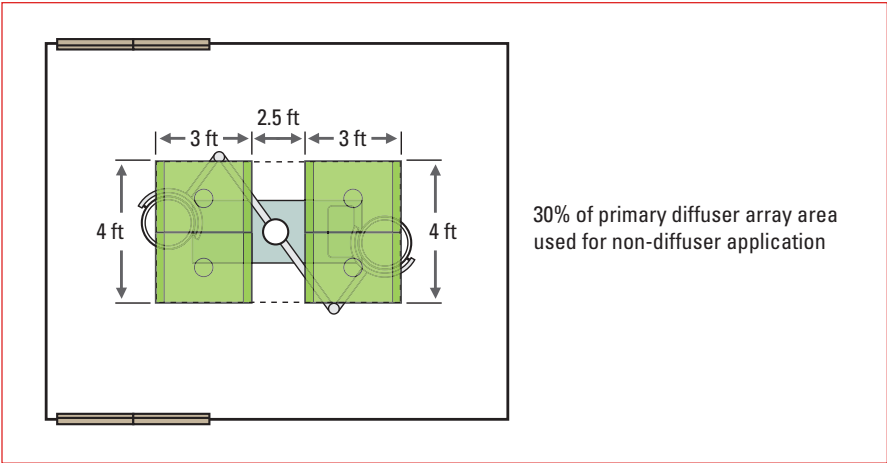 2.5 ft
3 ft
3 ft
4 ft
4 ft
30% of primary diffuser array area
used for non-diffuser application